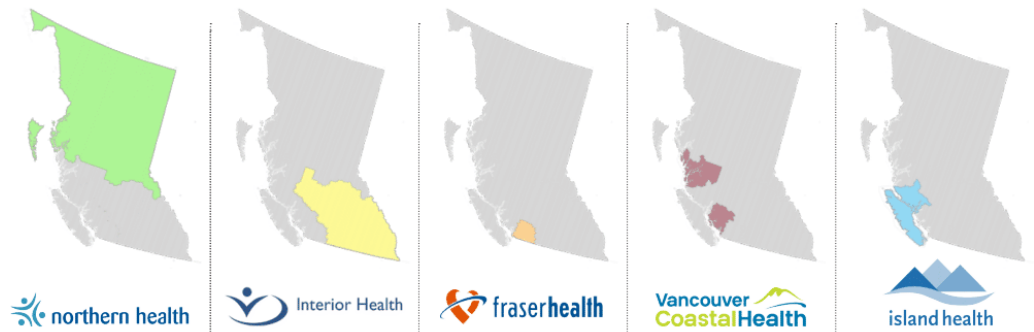 northern health
Interior Health
fraserhealth
Vancouver
CoastalHealth
island health